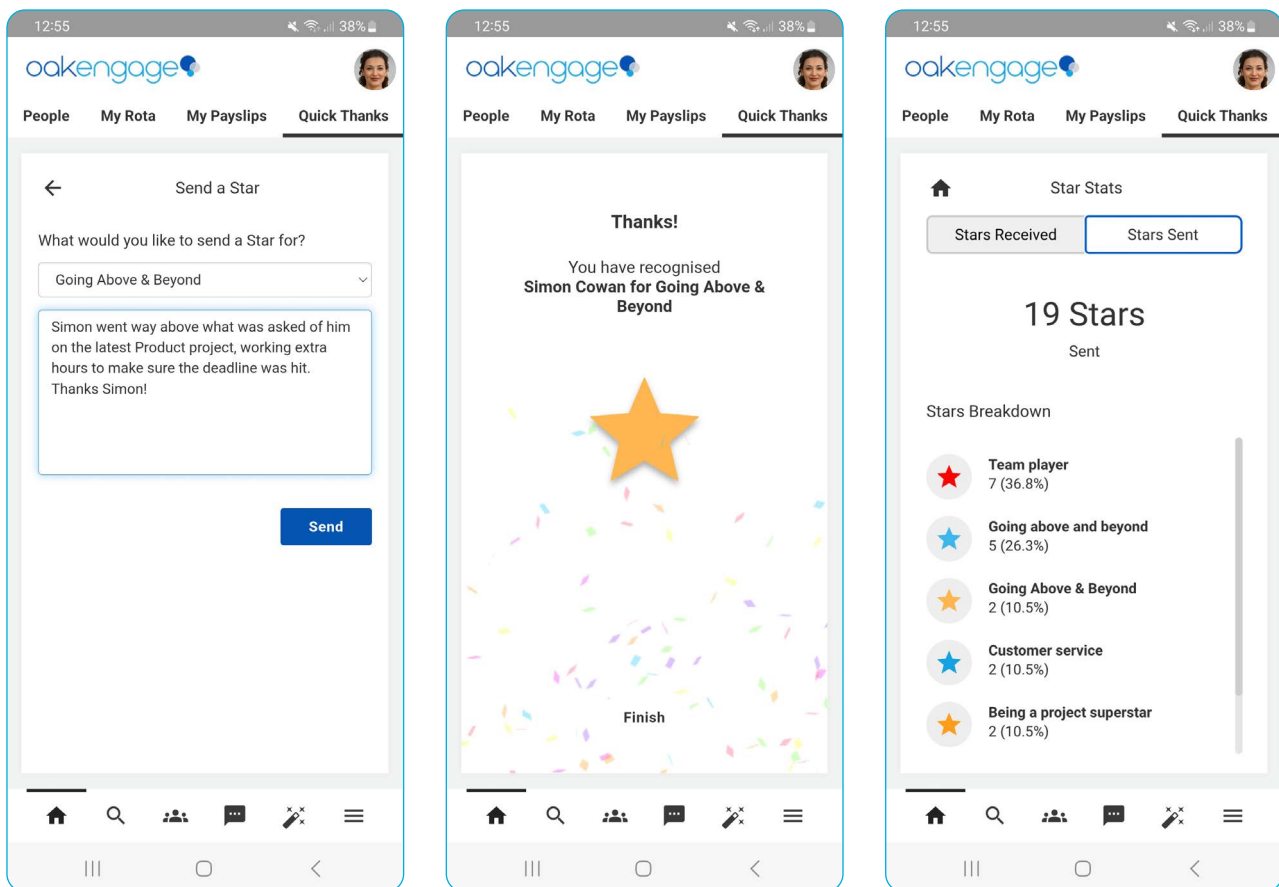 12:55
38%
oakengage
People My Rota My Payslips Quick Thanks
Send a Star
What would you like to send a Star for?
Going Above & Beyond
Simon went way above what was asked of him
on the latest Product project, working extra
hours to make sure the deadline was hit.
Thanks Simon!
Send
12:55
38%
oakengage
People My Rota My Payslips Quick Thanks
Thanks!
You have recognised
Simon Cowan for Going Above &
Beyond
Finish
12:55
38%
oakengage
People My Rota My Payslips Quick Thanks
Star Stats
Stars Received Stars Sent
19 Stars
Sent
Stars Breakdown
Team player
7 (36.8%)
Going above and beyond
5 (26.3%)
Going Above & Beyond
2 (10.5%)
Customer service
2 (10.5%)
Being a project superstar
2 (10.5%)